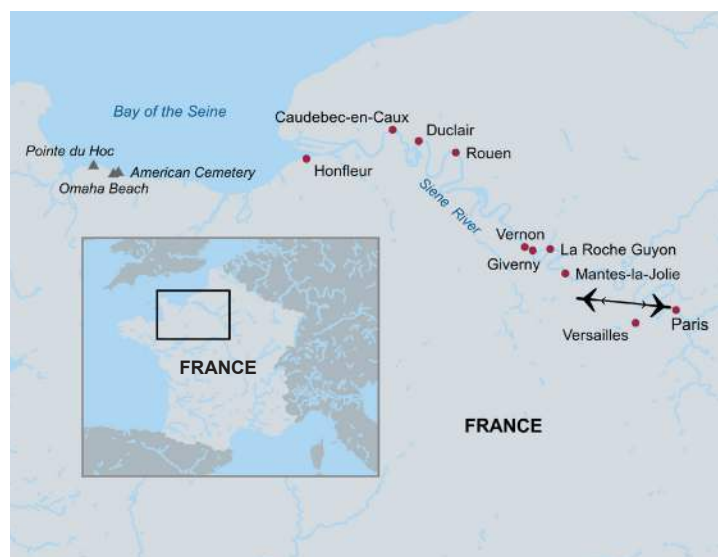 Bay of the Seine
Caudebec-en-Caux
Duclair
Pointe du Hoc
Rouen
American Cemetery
Honfleur
Omaha Beach
Siene River
Vernon
La Roche Guyon
Giverny
Mantes-la-Jolie
Paris
Versailles
FRANCE
FRANCE